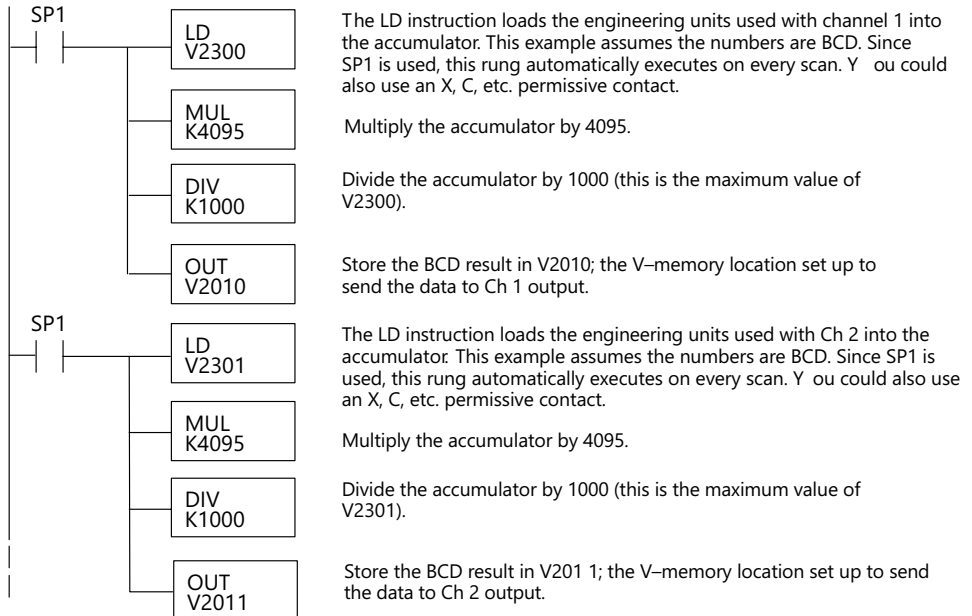 SP1
LD
V2300
The LD instruction loads the engineering units used with channel 1 into
the accumulator. This example assumes the numbers are BCD. Since
SP1 is used, this rung automatically executes on every scan. Y ou could
also use an X, C, etc. permissive contact.
MUL
K4095
Multiply the accumulator by 4095.
DIV
K1000
Divide the accumulator by 1000 (this is the maximum value of
V2300).
OUT
V2010
Store the BCD result in V2010; the V–memory location set up to
send the data to Ch 1 output.
SP1
LD
V2301
The LD instruction loads the engineering units used with Ch 2 into the
accumulator. This example assumes the numbers are BCD. Since SP1 is
used, this rung automatically executes on every scan. Y ou could also use
an X, C, etc. permissive contact.
MUL
K4095
Multiply the accumulator by 4095.
DIV
K1000
Divide the accumulator by 1000 (this is the maximum value of
V2301).
OUT
V2011
Store the BCD result in V201 1; the V–memory location set up to send
the data to Ch 2 output.